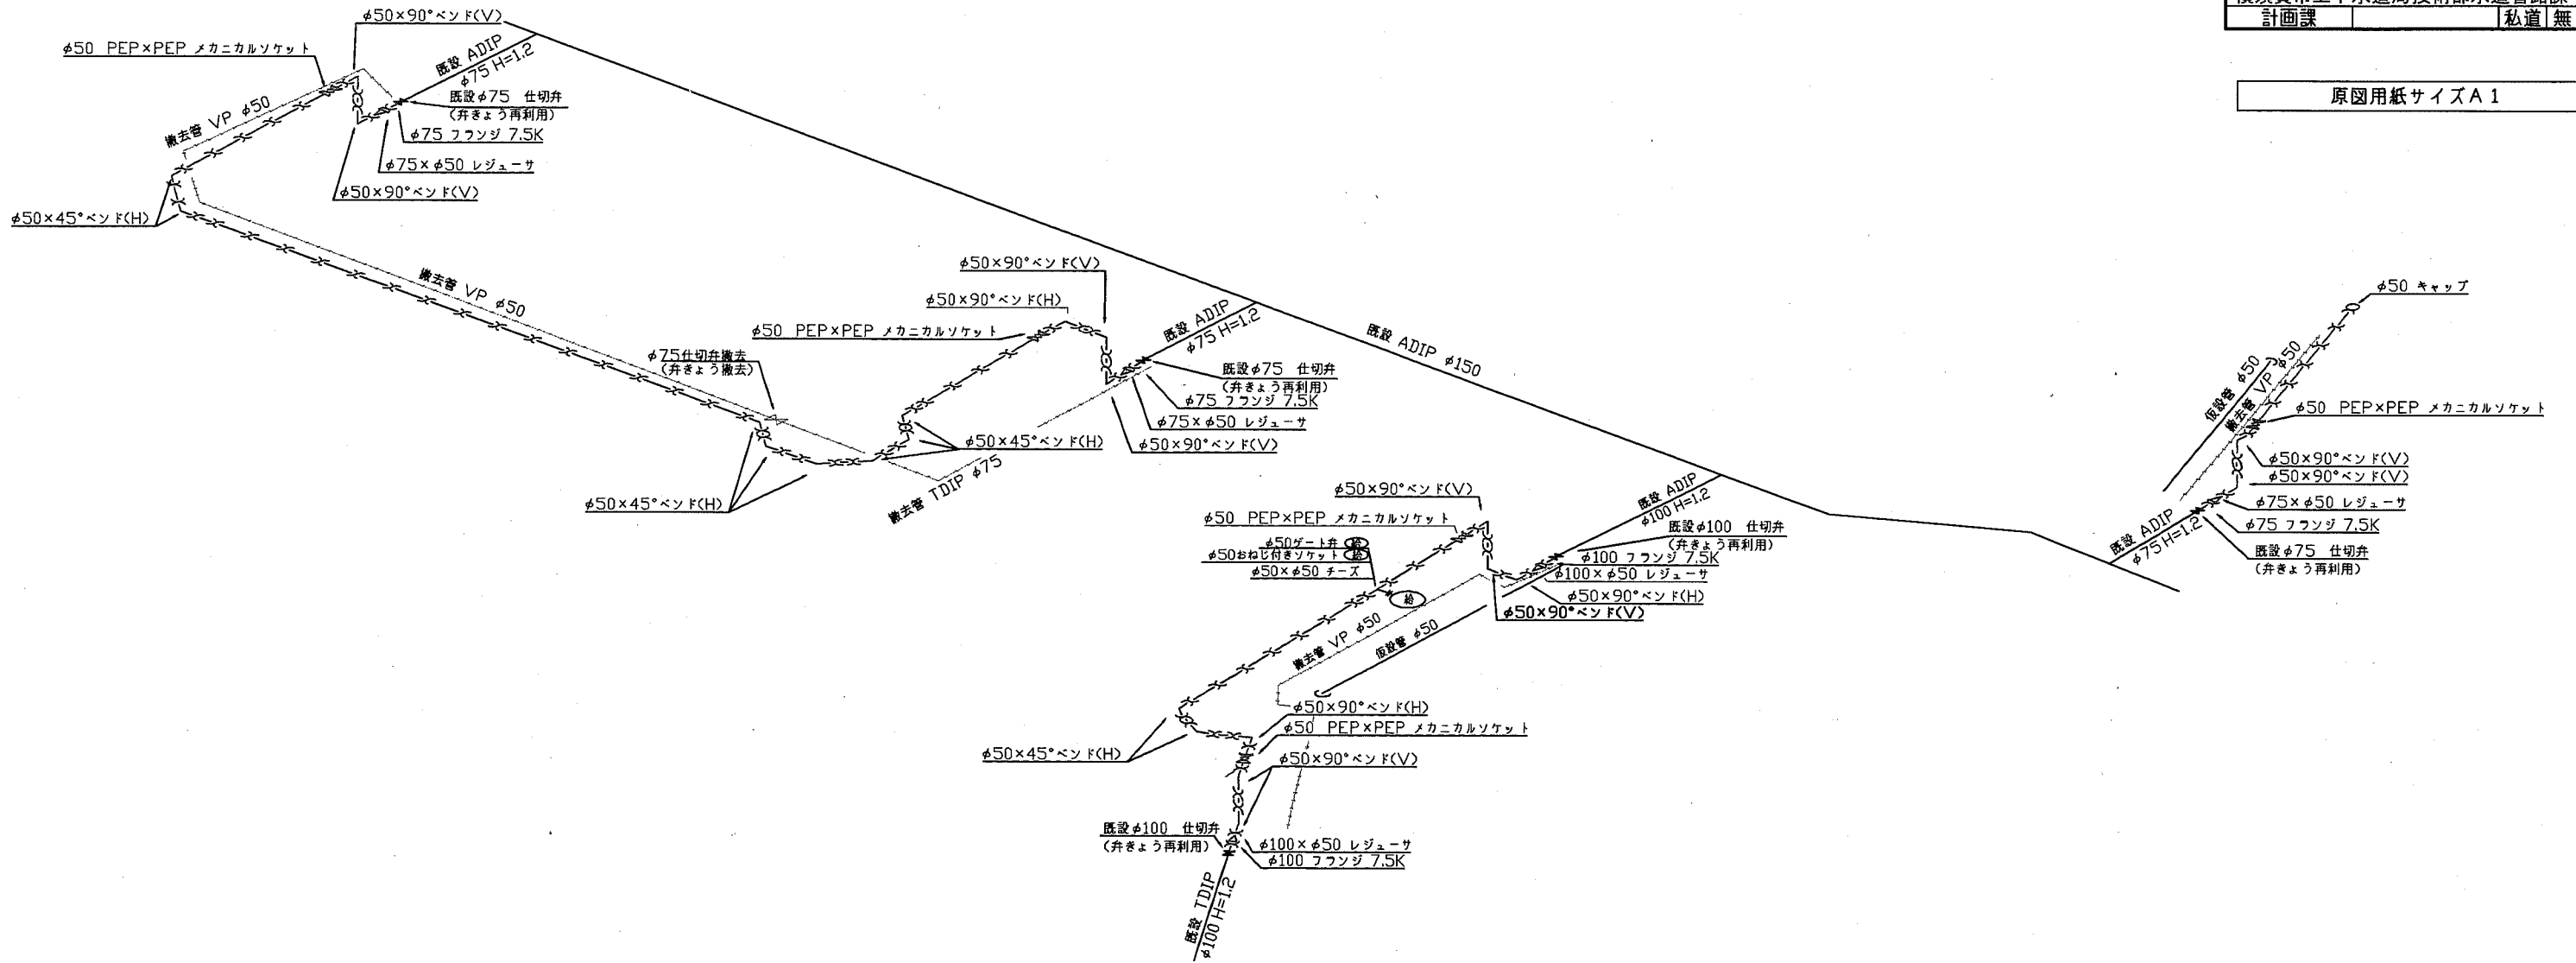 計画課 私道 無
原図用紙サイズA1
φ50×90°ベンド(V)
φ50 PEP×PEP メカニカルソケット
既設 ADIP
φ75 H=1.2
既設φ75 仕切弁
(弁きょう再利用)
φ75 フランジ 7.5K
φ75×φ50 レジューサ
φ50×90°ベンド(V)
撤去管 VP φ50
φ50×45°ベンド(H)
撤去管 VP φ50
φ75仕切弁撤去
(弁きょう撤去)
φ50×45°ベンド(H)
φ50×90°ベンド(V)
φ50×90°ベンド(H)
φ50 PEP×PEP メカニカルソケット
既設 ADIP
φ75 H=1.2
既設φ75 仕切弁
(弁きょう再利用)
φ75 フランジ 7.5K
φ75×φ50 レジューサ
φ50×90°ベンド(V)
φ50×45°ベンド(H)
撤去管 TDIP φ75
既設 ADIP φ150
φ50×90°ベンド(V)
φ50 PEP×PEP メカニカルソケット
φ50ゲート弁 給
φ50おねじ付きソケット 給
φ50×φ50 チーズ
給
既設 ADIP
φ100 H=1.2
既設φ100 仕切弁
(弁きょう再利用)
φ100 フランジ 7.5K
φ100×φ50 レジューサ
φ50×90°ベンド(H)
φ50×90°ベンド(V)
撤去管 VP φ50
仮設管 φ50
φ50×90°ベンド(H)
φ50 PEP×PEP メカニカルソケット
φ50×45°ベンド(H)
φ50×90°ベンド(V)
既設φ100 仕切弁
(弁きょう再利用)
φ100×φ50 レジューサ
φ100 フランジ 7.5K
既設 TDIP
φ100 H=1.2
φ50 キャップ
仮設管 φ50
撤去管 VP φ50
φ50 PEP×PEP メカニカルソケット
φ50×90°ベンド(V)
φ50×90°ベンド(V)
φ75×φ50 レジューサ
φ75 フランジ 7.5K
既設φ75 仕切弁
(弁きょう再利用)
既設 ADIP
φ75 H=1.2